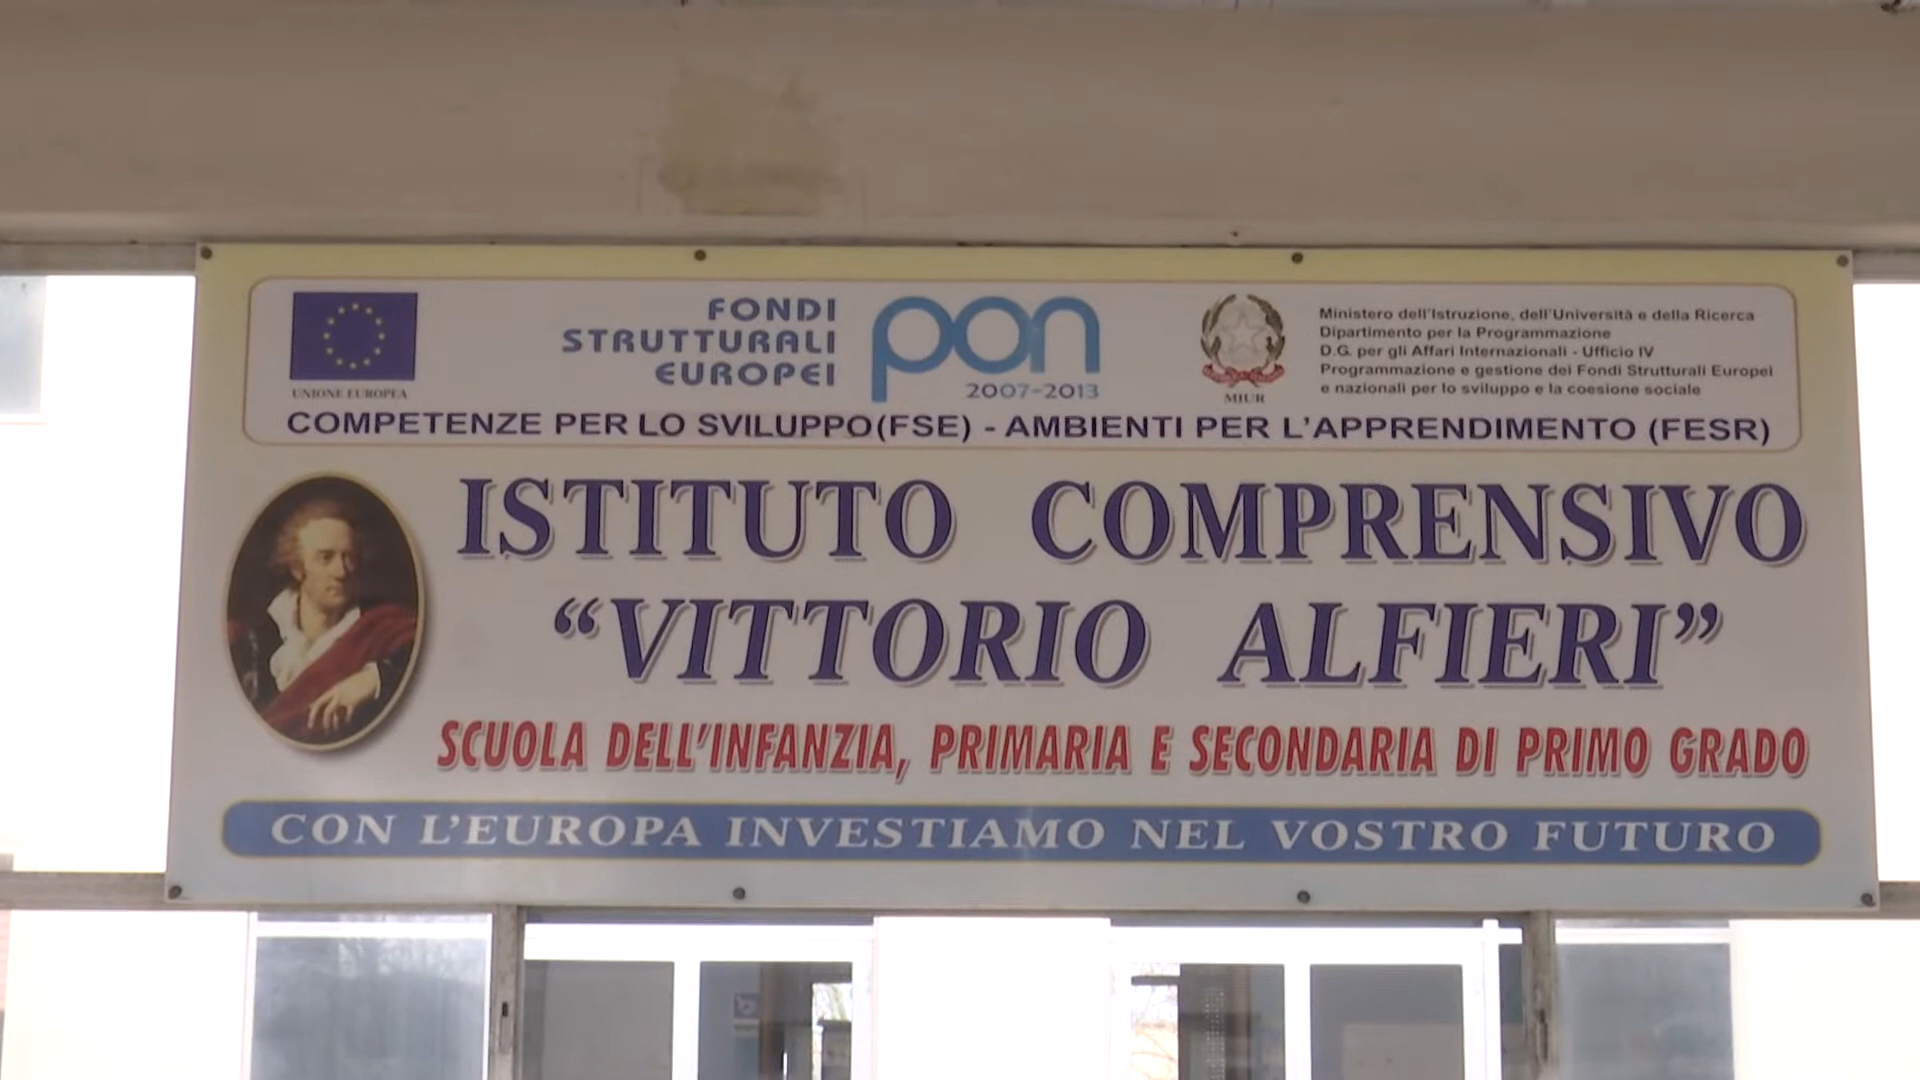 UNIONE EUROPEA
FONDI
STRUTTURALI
EUROPEI
pon
2007-2013
MIUR
Ministero dell'Istruzione, dell'Università e della Ricerca
Dipartimento per la Programmazione
D.G. per gli Affari Internazionali - Ufficio IV
Programmazione e gestione dei Fondi Strutturali Europei
e nazionali per lo sviluppo e la coesione sociale
COMPETENZE PER LO SVILUPPO(FSE) - AMBIENTI PER L'APPRENDIMENTO (FESR)
ISTITUTO COMPRENSIVO
“VITTORIO ALFIERI”
SCUOLA DELL'INFANZIA, PRIMARIA E SECONDARIA DI PRIMO GRADO
CON L'EUROPA INVESTIAMO NEL VOSTRO FUTURO